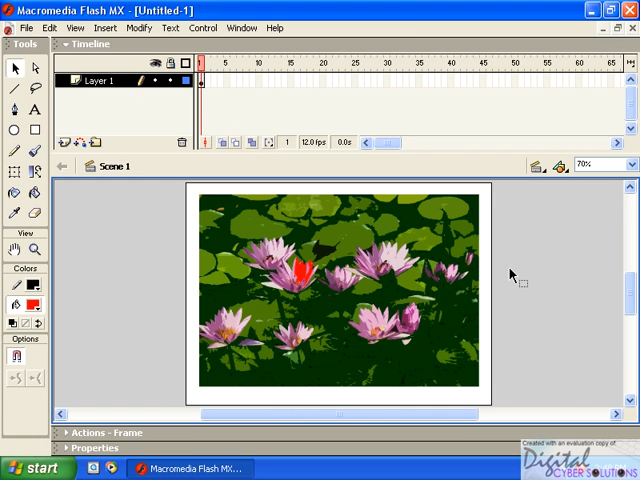 Macromedia Flash MX - [Untitled-1]
File Edit View Insert Modify Text Control Window Help
Tools
Timeline
1 5 10 15 20 25 30 35 40 45 50 55 60 65
Layer 1
1 12.0 fps 0.0s
Scene 1
70%
View
Colors
Options
Actions - Frame
Properties
start
Macromedia Flash MX...
Created with an evaluation copy of
Digital
CYBER SOLUTIONS